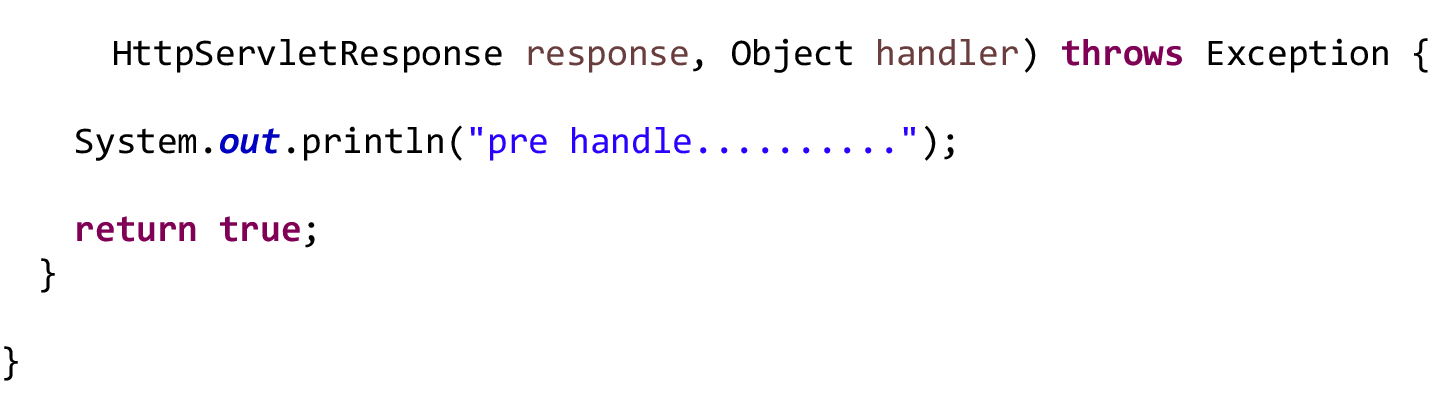 HttpServletResponse response, Object handler) throws Exception {
System.out.println("pre handle..........");
return true;
}
}